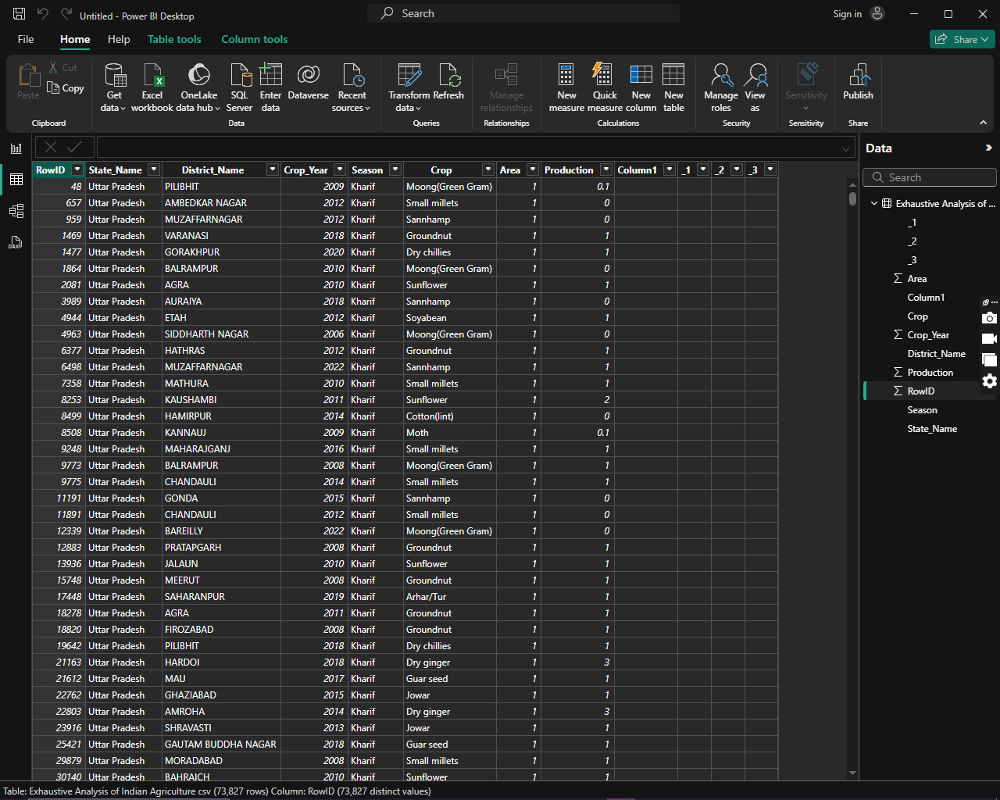 Untitled - Power BI Desktop
Search
Sign in
File Home Help Table tools Column tools
Share
Paste Cut Copy
Get data Excel workbook OneLake data hub SQL Server Enter data Dataverse Recent sources
Transform data Refresh
Manage relationships
New measure Quick measure New column New table
Manage roles View as
Sensitivity
Publish
Clipboard Data Queries Relationships Calculations Security Sensitivity Share
RowID State_Name District_Name Crop_Year Season Crop Area Production Column1 _1 _2 _3
48 Uttar Pradesh PILIBHIT 2009 Kharif Moong(Green Gram) 1 0.1
657 Uttar Pradesh AMBEDKAR NAGAR 2012 Kharif Small millets 1 0
959 Uttar Pradesh MUZAFFARNAGAR 2012 Kharif Sannhamp 1 0
1469 Uttar Pradesh VARANASI 2018 Kharif Groundnut 1 1
1477 Uttar Pradesh GORAKHPUR 2020 Kharif Dry chillies 1 1
1864 Uttar Pradesh BALRAMPUR 2010 Kharif Moong(Green Gram) 1 0
2081 Uttar Pradesh AGRA 2010 Kharif Sunflower 1 1
3989 Uttar Pradesh AURAIYA 2018 Kharif Sannhamp 1 0
4944 Uttar Pradesh ETAH 2012 Kharif Soyabean 1 1
4963 Uttar Pradesh SIDDHARTH NAGAR 2006 Kharif Moong(Green Gram) 1 0
6377 Uttar Pradesh HATHRAS 2012 Kharif Groundnut 1 1
6498 Uttar Pradesh MUZAFFARNAGAR 2022 Kharif Sannhamp 1 1
7358 Uttar Pradesh MATHURA 2010 Kharif Small millets 1 1
8253 Uttar Pradesh KAUSHAMBI 2011 Kharif Sunflower 1 2
8499 Uttar Pradesh HAMIRPUR 2014 Kharif Cotton(lint) 1 0
8508 Uttar Pradesh KANNAUJ 2009 Kharif Moth 1 0.1
9248 Uttar Pradesh MAHARAJGANJ 2016 Kharif Small millets 1 1
9773 Uttar Pradesh BALRAMPUR 2008 Kharif Moong(Green Gram) 1 1
9775 Uttar Pradesh CHANDAULI 2014 Kharif Small millets 1 1
11191 Uttar Pradesh GONDA 2015 Kharif Sannhamp 1 0
11891 Uttar Pradesh CHANDAULI 2012 Kharif Small millets 1 0
12339 Uttar Pradesh BAREILLY 2022 Kharif Moong(Green Gram) 1 0
12883 Uttar Pradesh PRATAPGARH 2008 Kharif Groundnut 1 1
13936 Uttar Pradesh JALAUN 2010 Kharif Sunflower 1 1
15748 Uttar Pradesh MEERUT 2008 Kharif Groundnut 1 1
17448 Uttar Pradesh SAHARANPUR 2019 Kharif Arhar/Tur 1 1
18278 Uttar Pradesh AGRA 2011 Kharif Groundnut 1 1
18820 Uttar Pradesh FIROZABAD 2008 Kharif Groundnut 1 1
19642 Uttar Pradesh PILIBHIT 2018 Kharif Dry chillies 1 1
21163 Uttar Pradesh HARDOI 2018 Kharif Dry ginger 1 3
21612 Uttar Pradesh MAU 2017 Kharif Guar seed 1 1
22762 Uttar Pradesh GHAZIABAD 2015 Kharif Jowar 1 1
22803 Uttar Pradesh AMROHA 2014 Kharif Dry ginger 1 3
23916 Uttar Pradesh SHRAVASTI 2013 Kharif Jowar 1 1
25421 Uttar Pradesh GAUTAM BUDDHA NAGAR 2018 Kharif Guar seed 1 1
29879 Uttar Pradesh MORADABAD 2008 Kharif Small millets 1 1
30140 Uttar Pradesh BAHRAICH 2010 Kharif Sunflower 1 1
Data
Search
Exhaustive Analysis of ...
_1
_2
_3
Area
Column1
Crop
Crop_Year
District_Name
Production
RowID
Season
State_Name
Table: Exhaustive Analysis of Indian Agriculture csv (73,827 rows) Column: RowID (73,827 distinct values)